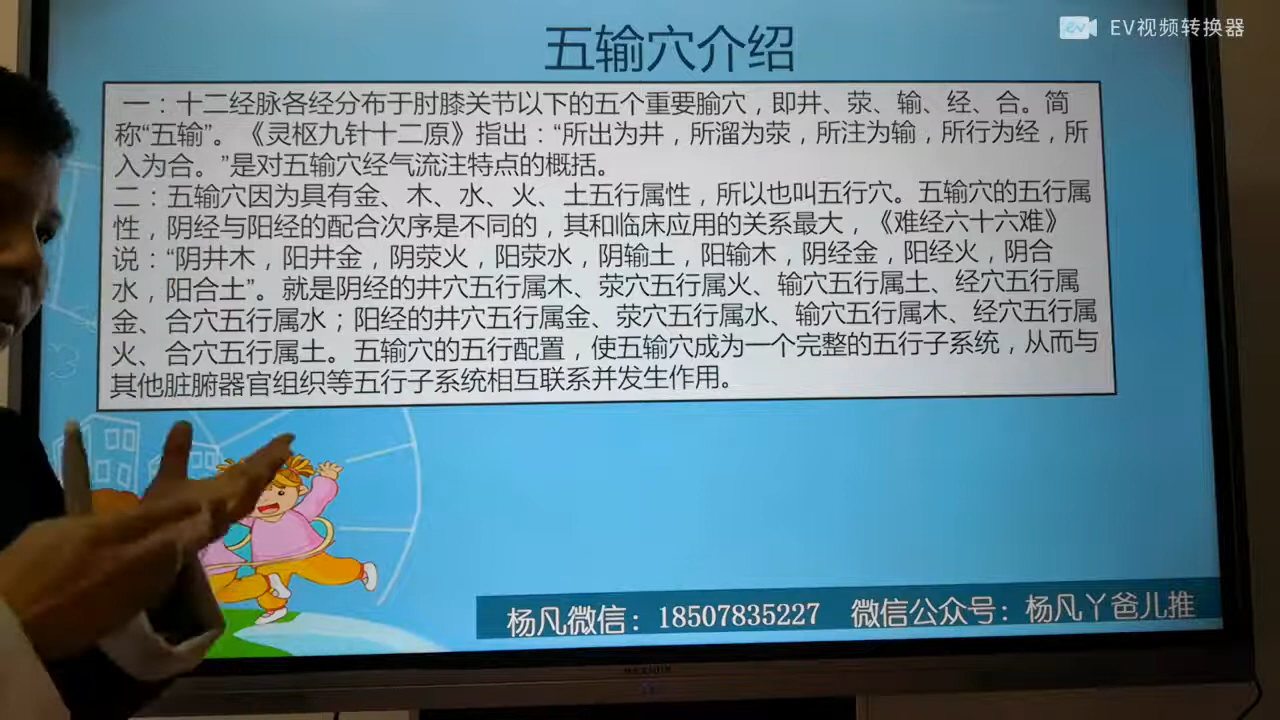 EV视频转换器
五输穴介绍
一：十二经脉各经分布于肘膝关节以下的五个重要腧穴，即井、荥、输、经、合。简
称“五输”。《灵枢九针十二原》指出：“所出为井，所溜为荥，所注为输，所行为经，所
入为合。”是对五输穴经气流注特点的概括。
二：五输穴因为具有金、木、水、火、土五行属性，所以也叫五行穴。五输穴的五行属
性，阴经与阳经的配合次序是不同的，其和临床应用的关系最大，《难经六十六难》
说：“阴井木，阳井金，阴荥火，阳荥水，阴输土，阳输木，阴经金，阳经火，阴合
水，阳合土”。就是阴经的井穴五行属木、荥穴五行属火、输穴五行属土、经穴五行属
金、合穴五行属水；阳经的井穴五行属金、荥穴五行属水、输穴五行属木、经穴五行属
火、合穴五行属土。五输穴的五行配置，使五输穴成为一个完整的五行子系统，从而与
其他脏腑器官组织等五行子系统相互联系并发生作用。
杨凡微信：18507835227 微信公众号：杨凡丫爸儿推